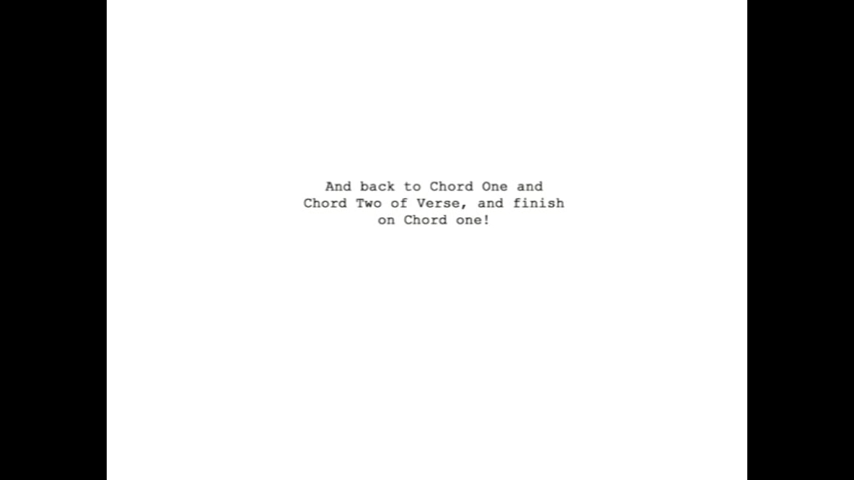 And back to Chord One and
Chord Two of Verse, and finish
on Chord one!